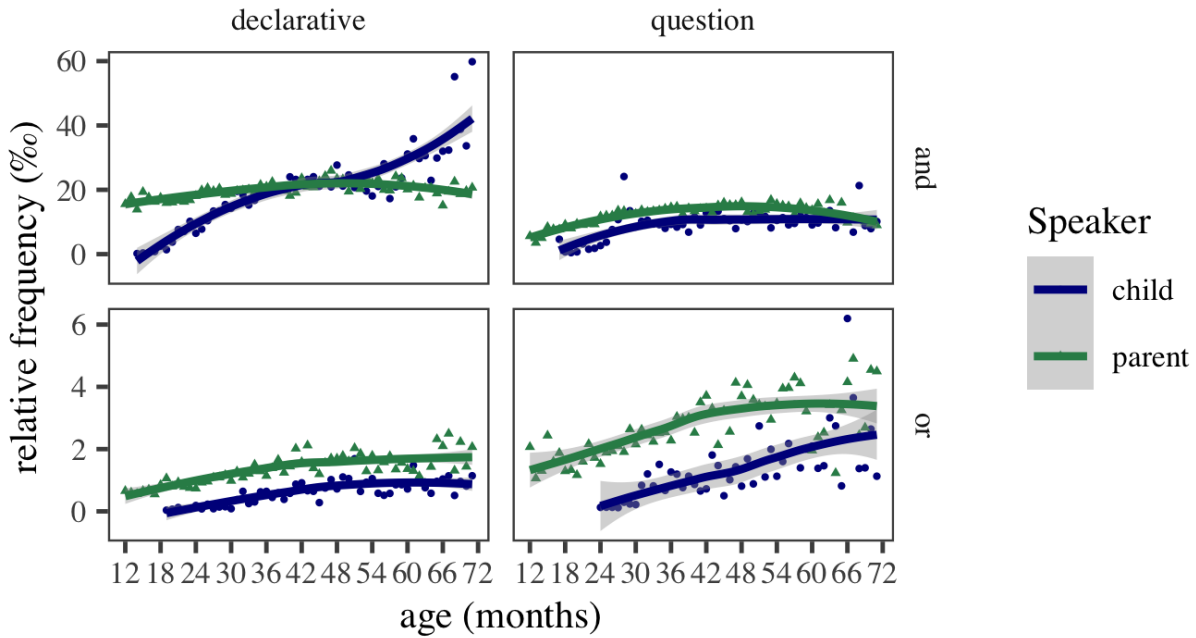 declarative
question
60
40
20
0
and
6
4
2
0
or
12 18 24 30 36 42 48 54 60 66 72
12 18 24 30 36 42 48 54 60 66 72
relative frequency (‰)
age (months)
Speaker
child
parent